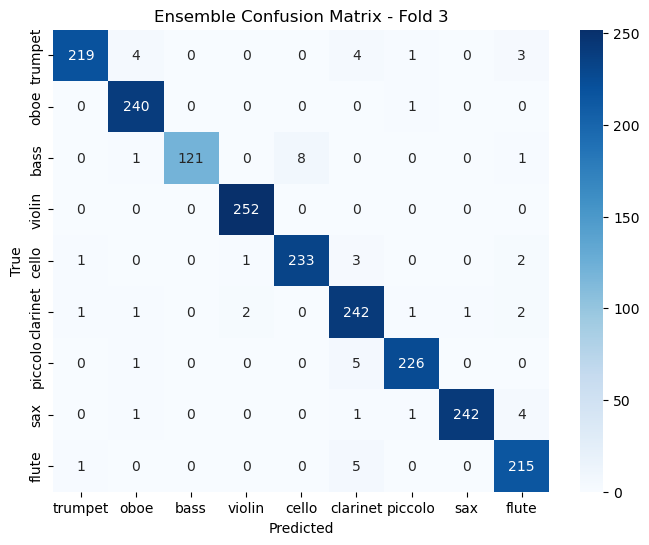 Ensemble Confusion Matrix - Fold 3
trumpet 219 4 0 0 0 4 1 0 3
oboe 0 240 0 0 0 0 1 0 0
bass 0 1 121 0 8 0 0 0 1
violin 0 0 0 252 0 0 0 0 0
cello 1 0 0 1 233 3 0 0 2
clarinet 1 1 0 2 0 242 1 1 2
piccolo 0 1 0 0 0 5 226 0 0
sax 0 1 0 0 0 1 1 242 4
flute 1 0 0 0 0 5 0 0 215
True
trumpet oboe bass violin cello clarinet piccolo sax flute
Predicted
250
200
150
100
50
0